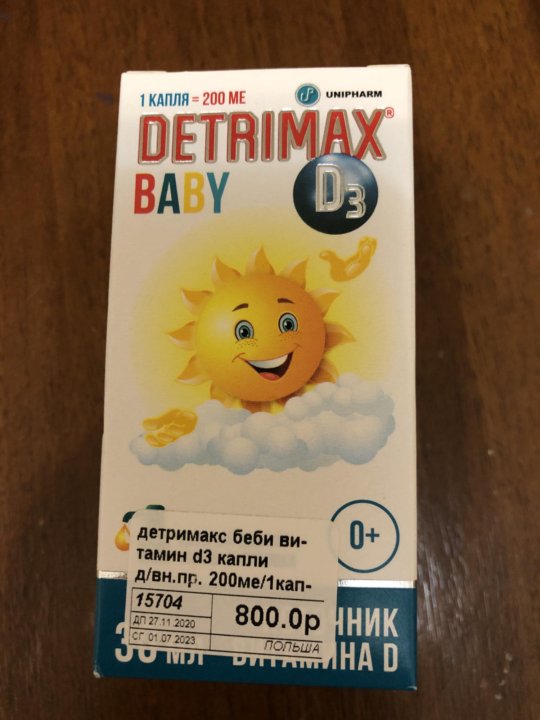 1 КАПЛЯ = 200 МЕ
UNIPHARM
DETRIMAX®
BABY
D3
0+
детримакс беби ви-
тамин d3 капли
д/вн.пр. 200ме/1кап-
15704
800.0р
ДП 27.11.2020
СГ 01.07.2023
ПОЛЬША
МЛ
ВИТАМИНА D